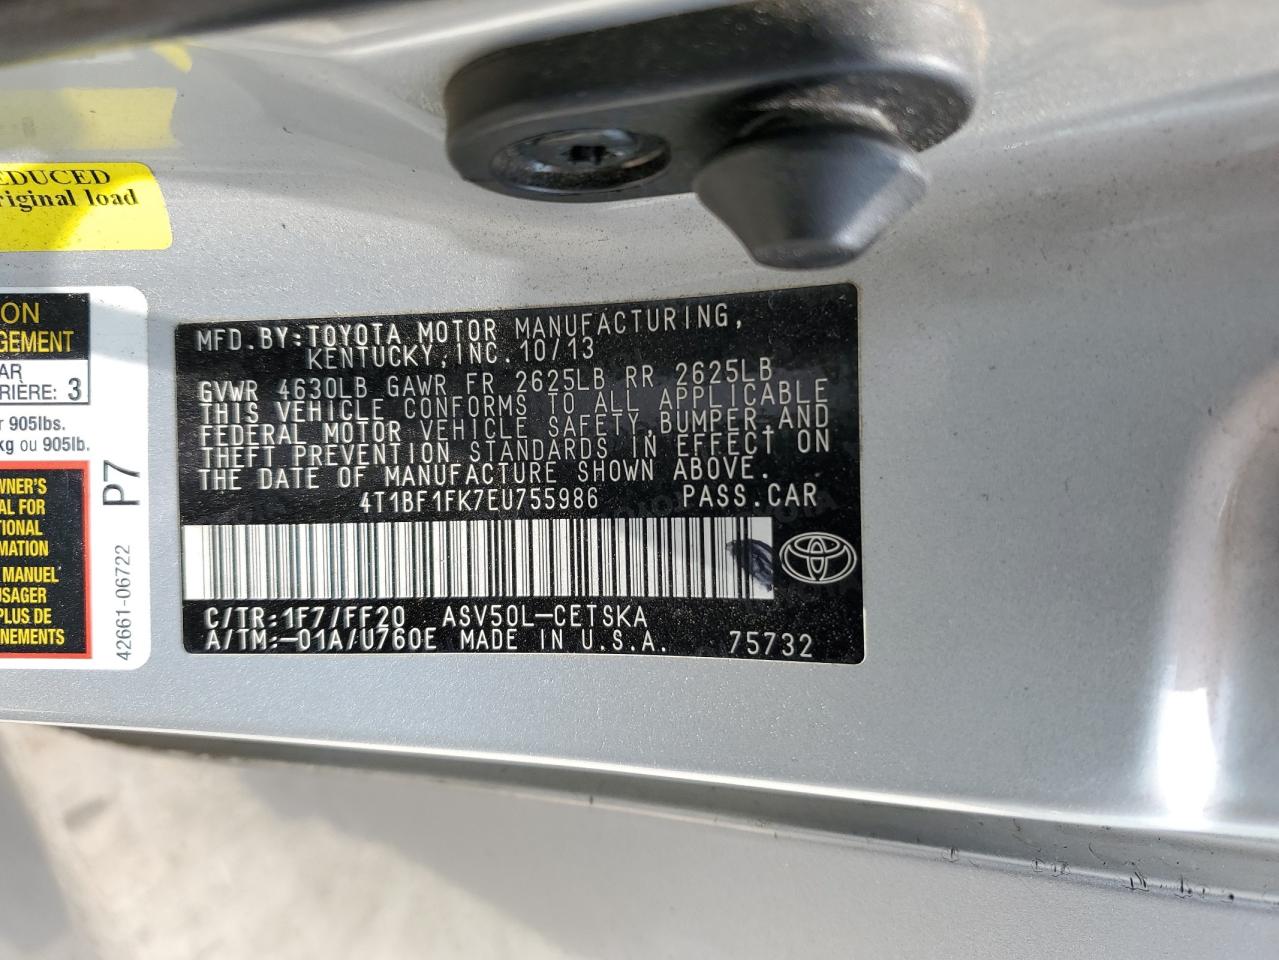 EDUCED
riginal load
ON
GEMENT
AR
RIÈRE: 3
r 905lbs.
kg ou 905lb.
WNER'S
AL FOR
TIONAL
MATION
MANUEL
USAGER
PLUS DE
NEMENTS
P7
42661-06722
MFD.BY:TOYOTA MOTOR MANUFACTURING,
KENTUCKY,INC.10/13
GVWR 4630LB GAWR FR 2625LB RR 2625LB
THIS VEHICLE CONFORMS TO ALL APPLICABLE
FEDERAL MOTOR VEHICLE SAFETY,BUMPER,AND
THEFT PREVENTION STANDARDS IN EFFECT ON
THE DATE OF MANUFACTURE SHOWN ABOVE.
4T1BF1FK7EU755986 PASS.CAR
C/TR:1F7/FF20 ASV50L-CETSKA
A/TM:-01A/U760E MADE IN U.S.A. 75732